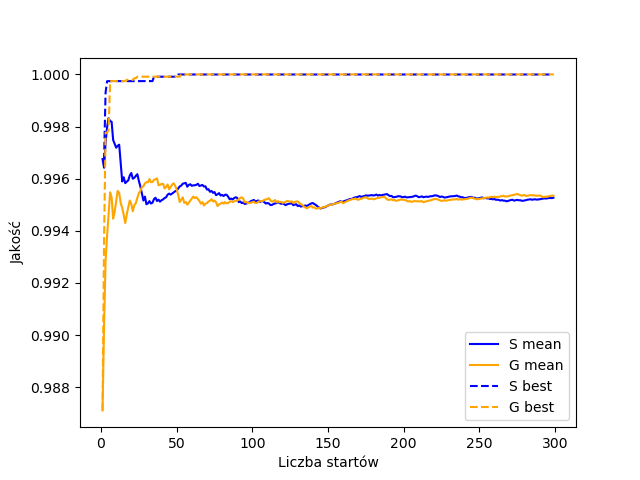 1.000
0.998
0.996
0.994
0.992
0.990
0.988
Jakość
0 50 100 150 200 250 300
Liczba startów
S mean
G mean
S best
G best